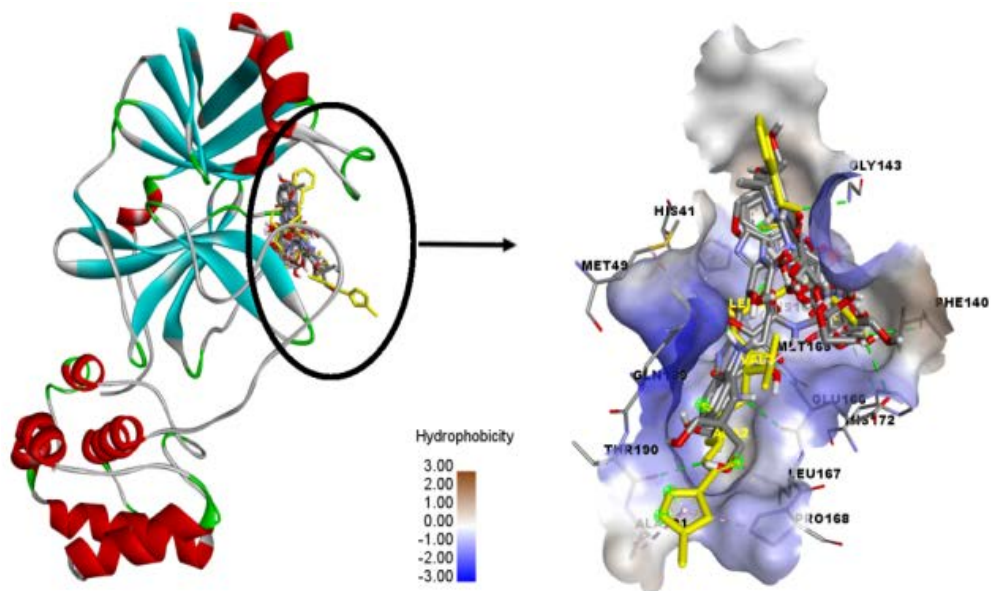 GLY143
HIS41
MET49
PHE140
GLU166
HIS172
THR190
LEU167
PRO168
Hydrophobicity
3.00
2.00
1.00
0.00
-1.00
-2.00
-3.00